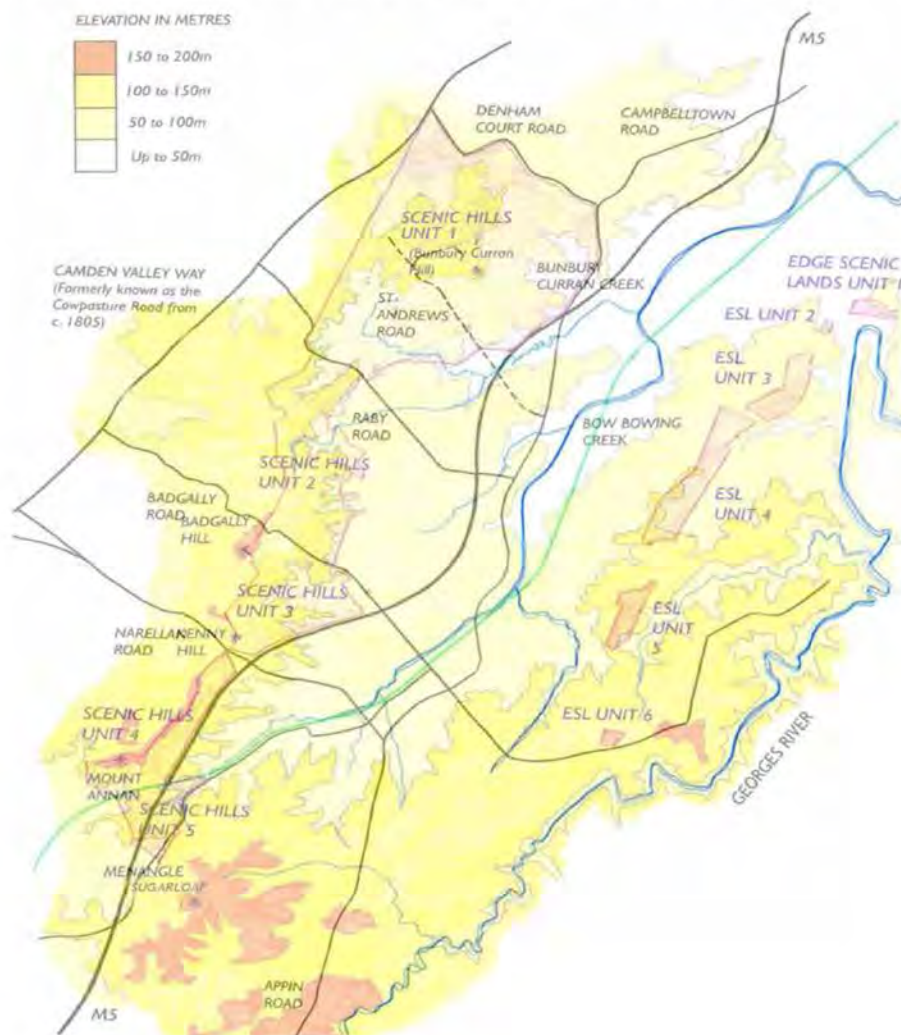 ELEVATION IN METRES
150 to 200m
100 to 150m
50 to 100m
Up to 50m
M5
DENHAM
COURT ROAD
CAMPBELLTOWN
ROAD
SCENIC HILLS
UNIT 1
(Bunbury Curran
Hill)
CAMDEN VALLEY WAY
(Formerly known as the
Cowpasture Road from
c. 1805)
BUNBURY
CURRAN CREEK
EDGE SCENIC
LANDS UNIT 1
ST.
ANDREWS
ROAD
ESL UNIT 2
ESL
UNIT 3
RABY
ROAD
BOW BOWING
CREEK
SCENIC HILLS
UNIT 2
BADGALLY
ROAD
BADGALLY
HILL
ESL
UNIT 4
SCENIC HILLS
UNIT 3
ESL
UNIT
5
NARELLAN
ROAD
KENNY
HILL
SCENIC HILLS
UNIT 4
ESL UNIT 6
GEORGES RIVER
MOUNT
ANNAN
SCENIC HILLS
UNIT 5
MENANGLE
SUGARLOAF
APPIN
ROAD
M5